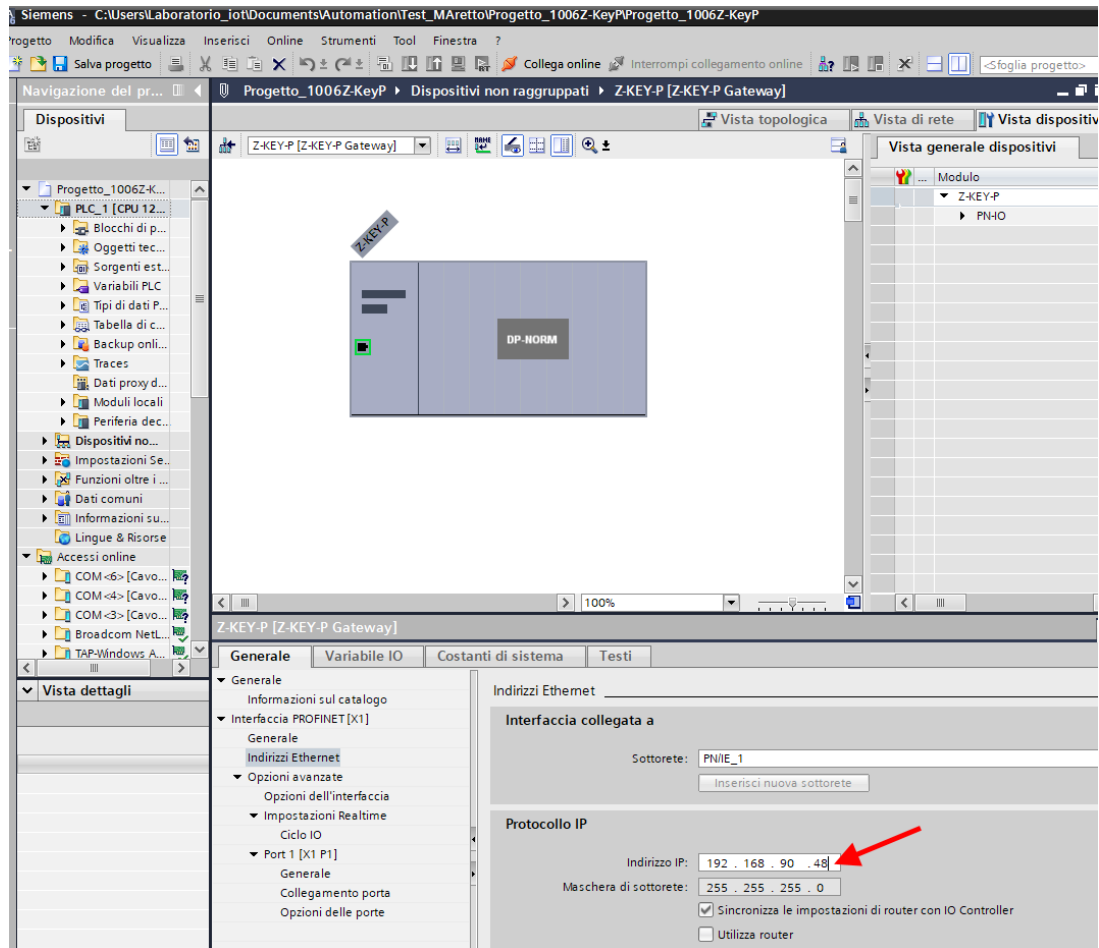 Siemens - C:\Users\Laboratorio_iot\Documents\Automation\Test_MAretto\Progetto_1006Z-KeyP\Progetto_1006Z-KeyP
Progetto Modifica Visualizza Inserisci Online Strumenti Tool Finestra ?
Salva progetto Collega online Interrompi collegamento online <Sfoglia progetto>
Navigazione del pr...
Progetto_1006Z-KeyP Dispositivi non raggruppati Z-KEY-P [Z-KEY-P Gateway]
Dispositivi
Vista topologica Vista di rete Vista dispositiv
Z-KEY-P [Z-KEY-P Gateway]
Vista generale dispositivi
... Modulo
Z-KEY-P
PN-IO
Progetto_1006Z-K...
PLC_1 [CPU 12...
Blocchi di p...
Oggetti tec...
Sorgenti est...
Variabili PLC
Tipi di dati P...
Tabella di c...
Backup onli...
Traces
Dati proxy d...
Moduli locali
Periferia dec...
Dispositivi no...
Impostazioni Se..
Funzioni oltre i ...
Dati comuni
Informazioni su...
Lingue & Risorse
Accessi online
COM <6> [Cavo...
COM <4> [Cavo...
COM <3> [Cavo...
Broadcom NetL...
TAP-Windows A...
Z-KEY-P
DP-NORM
100%
Vista dettagli
Z-KEY-P [Z-KEY-P Gateway]
Generale Variabile IO Costanti di sistema Testi
Generale
Informazioni sul catalogo
Interfaccia PROFINET [X1]
Generale
Indirizzi Ethernet
Opzioni avanzate
Opzioni dell'interfaccia
Impostazioni Realtime
Ciclo IO
Port 1 [X1 P1]
Generale
Collegamento porta
Opzioni delle porte
Indirizzi Ethernet
Interfaccia collegata a
Sottorete: PN/IE_1
Inserisci nuova sottorete
Protocollo IP
Indirizzo IP: 192 . 168 . 90 . 48
Maschera di sottorete: 255 . 255 . 255 . 0
Sincronizza le impostazioni di router con IO Controller
Utilizza router